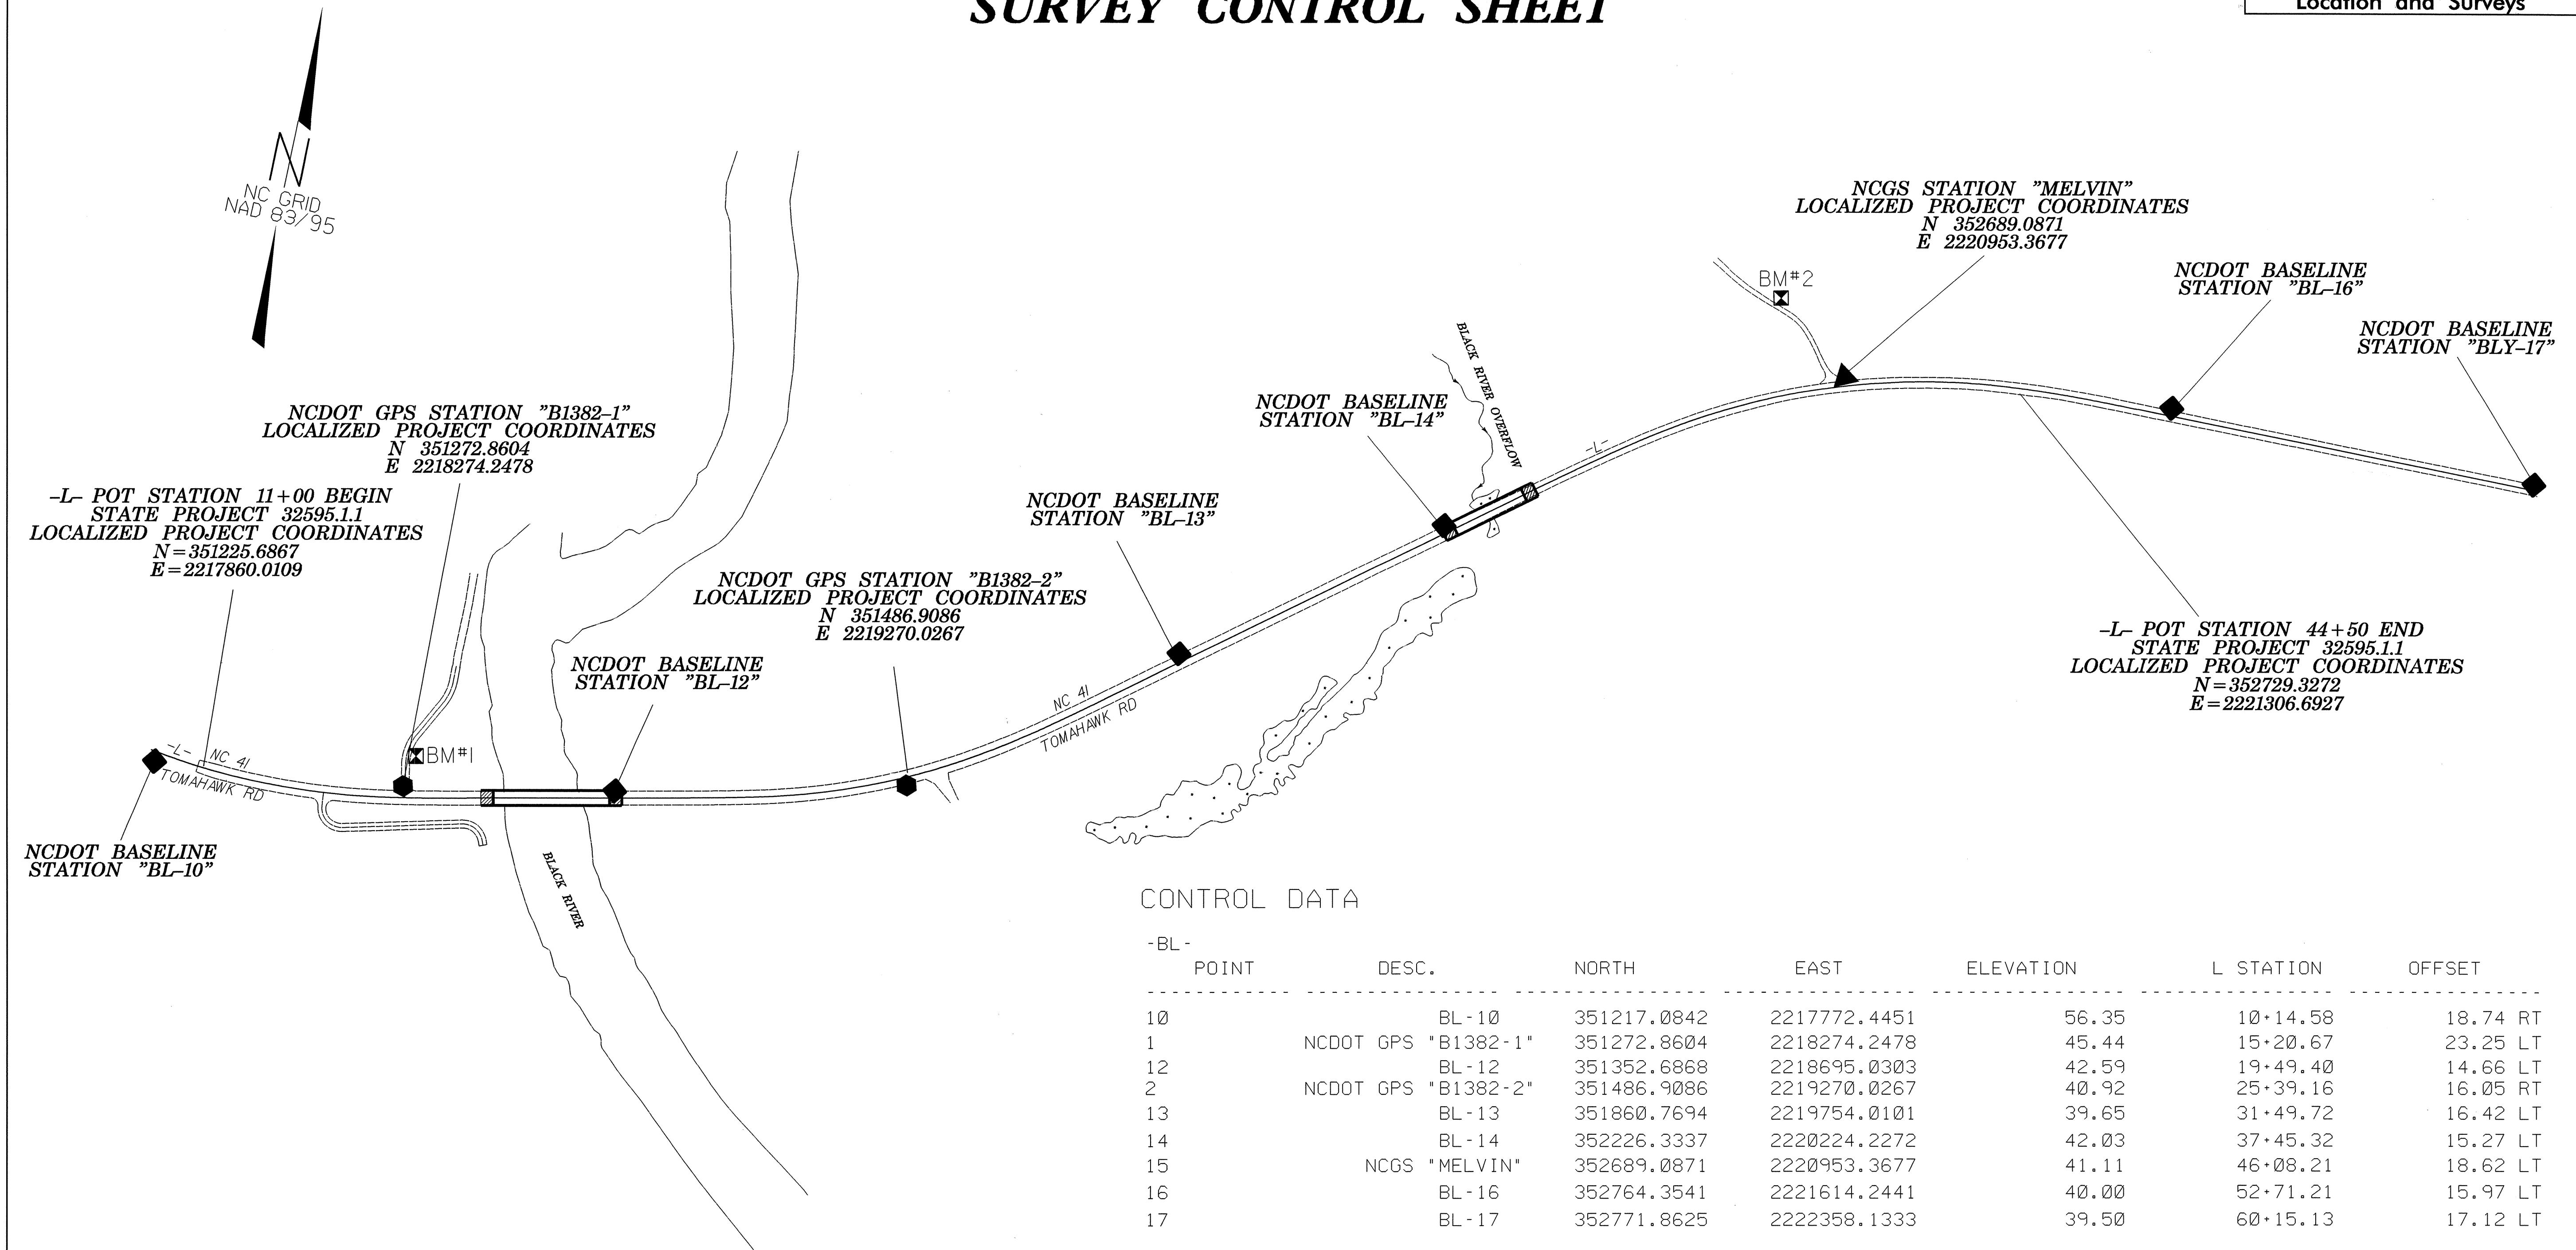 SURVEY CONTROL SHEET
Location and Surveys
N
NC GRID
NAD 83/95
NCGS STATION "MELVIN"
LOCALIZED PROJECT COORDINATES
N 352689.0871
E 2220953.3677
BM#2
NCDOT BASELINE
STATION "BL-16"
NCDOT BASELINE
STATION "BLY-17"
BLACK RIVER OVERFLOW
NCDOT BASELINE
STATION "BL-14"
-L-
NCDOT GPS STATION "B1382-1"
LOCALIZED PROJECT COORDINATES
N 351272.8604
E 2218274.2478
-L- POT STATION 11+00 BEGIN
STATE PROJECT 32595.1.1
LOCALIZED PROJECT COORDINATES
N=351225.6867
E=2217860.0109
NCDOT BASELINE
STATION "BL-13"
NCDOT GPS STATION "B1382-2"
LOCALIZED PROJECT COORDINATES
N 351486.9086
E 2219270.0267
NCDOT BASELINE
STATION "BL-12"
-L- POT STATION 44+50 END
STATE PROJECT 32595.1.1
LOCALIZED PROJECT COORDINATES
N=352729.3272
E=2221306.6927
NC 41
TOMAHAWK RD
-L- NC 41
TOMAHAWK RD
BM#1
NCDOT BASELINE
STATION "BL-10"
BLACK RIVER
CONTROL DATA
-BL-
POINT DESC. NORTH EAST ELEVATION L STATION OFFSET
10 BL-10 351217.0842 2217772.4451 56.35 10+14.58 18.74 RT
1 NCDOT GPS "B1382-1" 351272.8604 2218274.2478 45.44 15+20.67 23.25 LT
12 BL-12 351352.6868 2218695.0303 42.59 19+49.40 14.66 LT
2 NCDOT GPS "B1382-2" 351486.9086 2219270.0267 40.92 25+39.16 16.05 RT
13 BL-13 351860.7694 2219754.0101 39.65 31+49.72 16.42 LT
14 BL-14 352226.3337 2220224.2272 42.03 37+45.32 15.27 LT
15 NCGS "MELVIN" 352689.0871 2220953.3677 41.11 46+08.21 18.62 LT
16 BL-16 352764.3541 2221614.2441 40.00 52+71.21 15.97 LT
17 BL-17 352771.8625 2222358.1333 39.50 60+15.13 17.12 LT